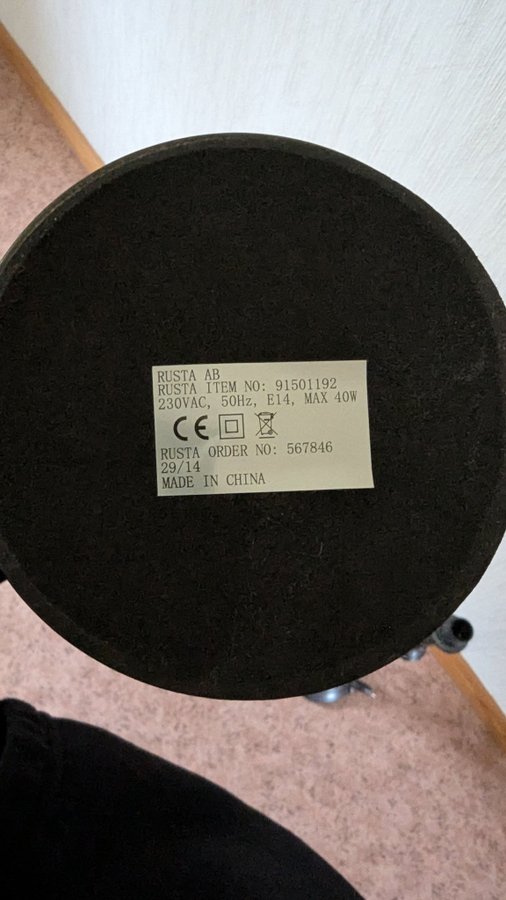 RUSTA AB
RUSTA ITEM NO: 91501192
230VAC, 50Hz, E14, MAX 40W
CE
RUSTA ORDER NO: 567846
29/14
MADE IN CHINA